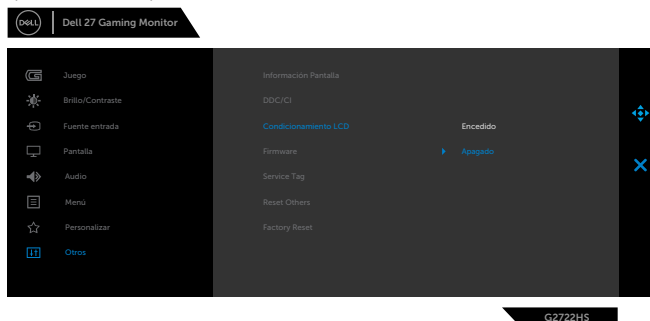 DELL
Dell 27 Gaming Monitor
Juego
Información Pantalla
Brillo/Contraste
DDC/CI
Fuente entrada
Condicionamiento LCD
Encedido
Pantalla
Firmware
Apagado
Audio
Service Tag
Menú
Reset Others
Personalizar
Factory Reset
Otros
G2722HS